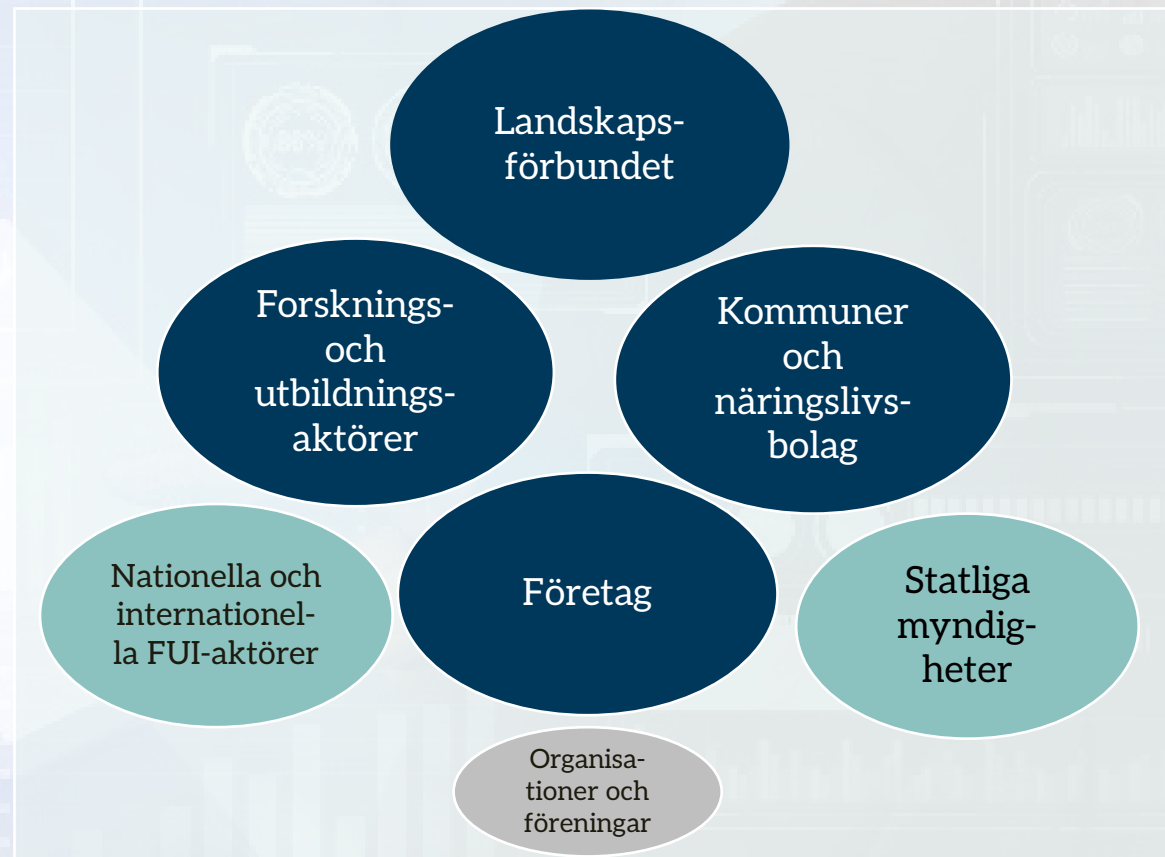 Landskaps-
förbundet
Forsknings-
och
utbildnings-
aktörer
Kommuner
och
näringslivs-
bolag
Nationella och
internationel-
la FUI-aktörer
Företag
Statliga
myndig-
heter
Organisa-
tioner och
föreningar